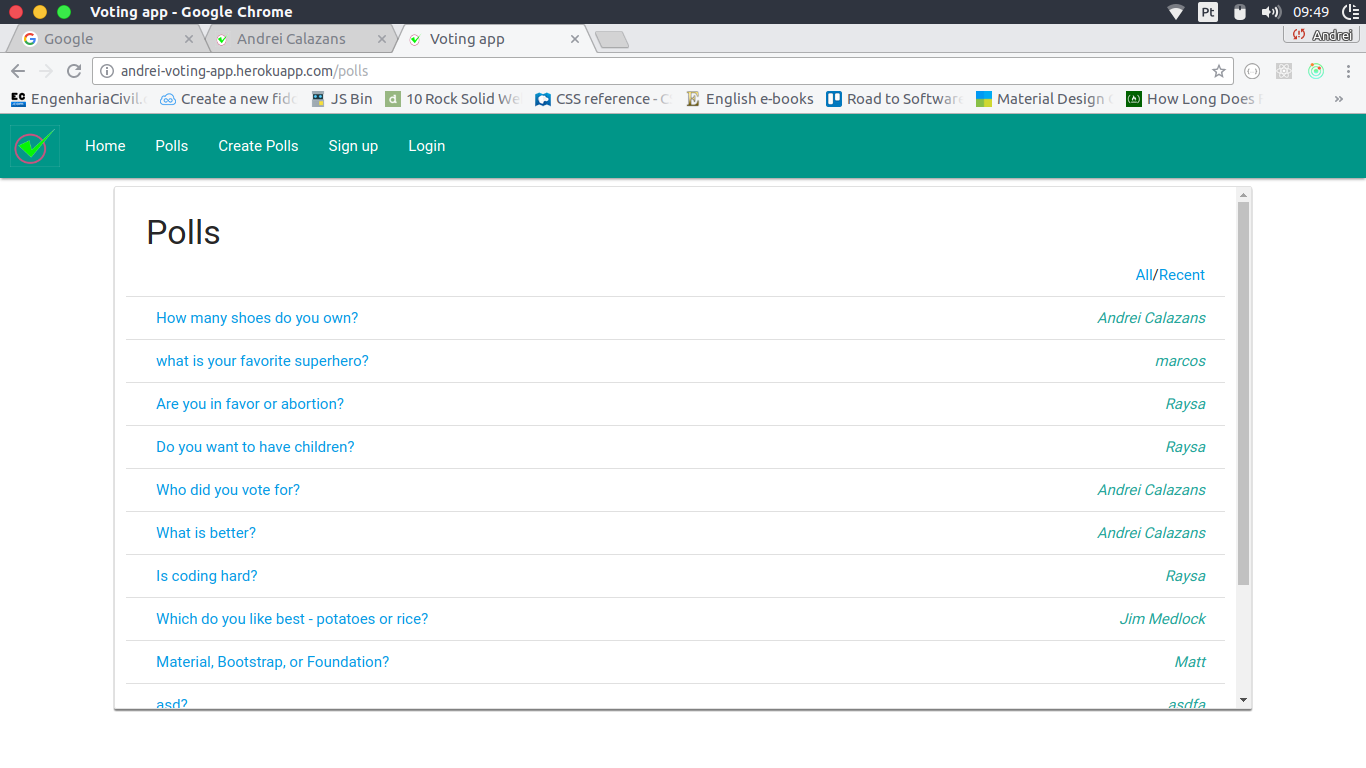 Voting app - Google Chrome
Pt
09:49
Google
Andrei Calazans
Voting app
Andrei
andrei-voting-app.herokuapp.com/polls
EngenhariaCivil.
Create a new fidd
JS Bin
10 Rock Solid We
CSS reference - C
English e-books
Road to Software
Material Design
How Long Does
»
Home
Polls
Create Polls
Sign up
Login
Polls
All/Recent
How many shoes do you own? Andrei Calazans
what is your favorite superhero? marcos
Are you in favor or abortion? Raysa
Do you want to have children? Raysa
Who did you vote for? Andrei Calazans
What is better? Andrei Calazans
Is coding hard? Raysa
Which do you like best - potatoes or rice? Jim Medlock
Material, Bootstrap, or Foundation? Matt
asd? asdfa